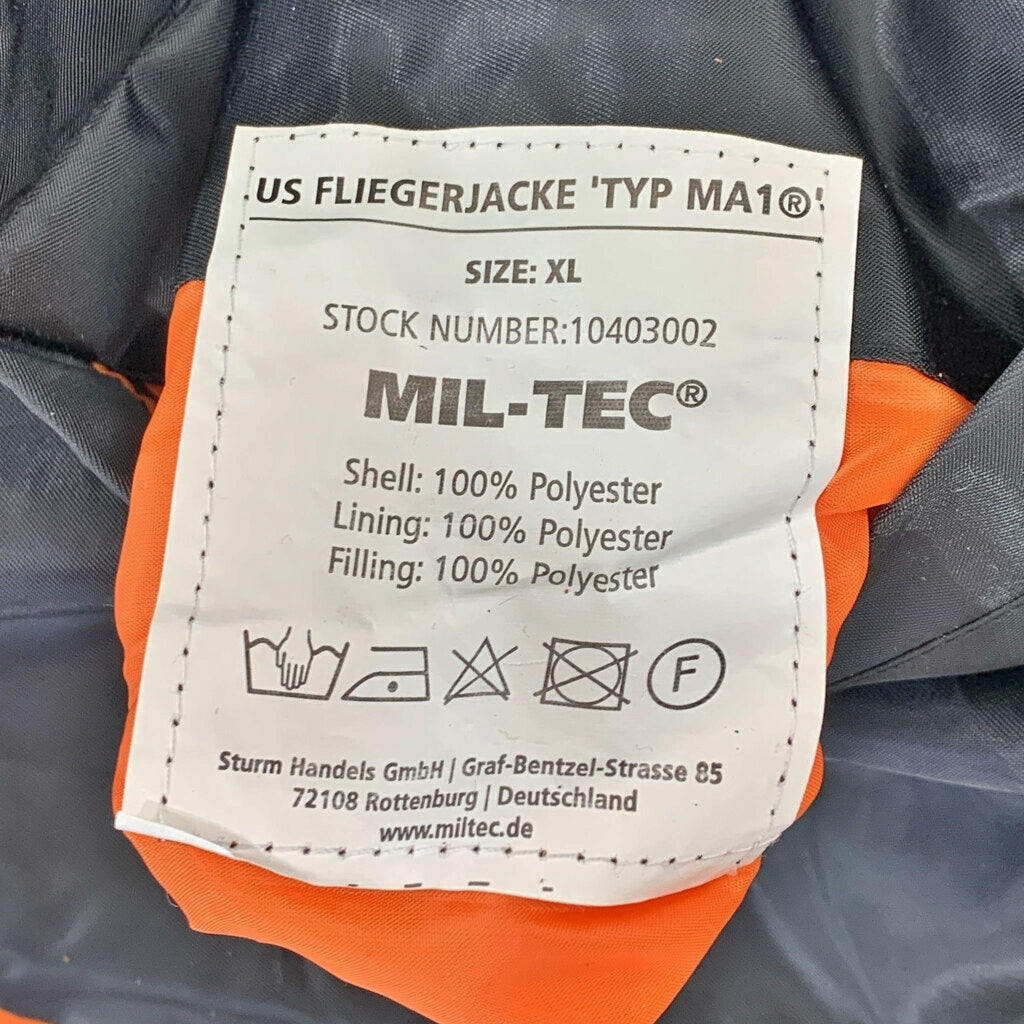 US FLIEGERJACKE 'TYP MA1®'
SIZE: XL
STOCK NUMBER:10403002
MIL-TEC®
Shell: 100% Polyester
Lining: 100% Polyester
Filling: 100% Polyester
F
Sturm Handels GmbH | Graf-Bentzel-Strasse 85
72108 Rottenburg | Deutschland
www.miltec.de